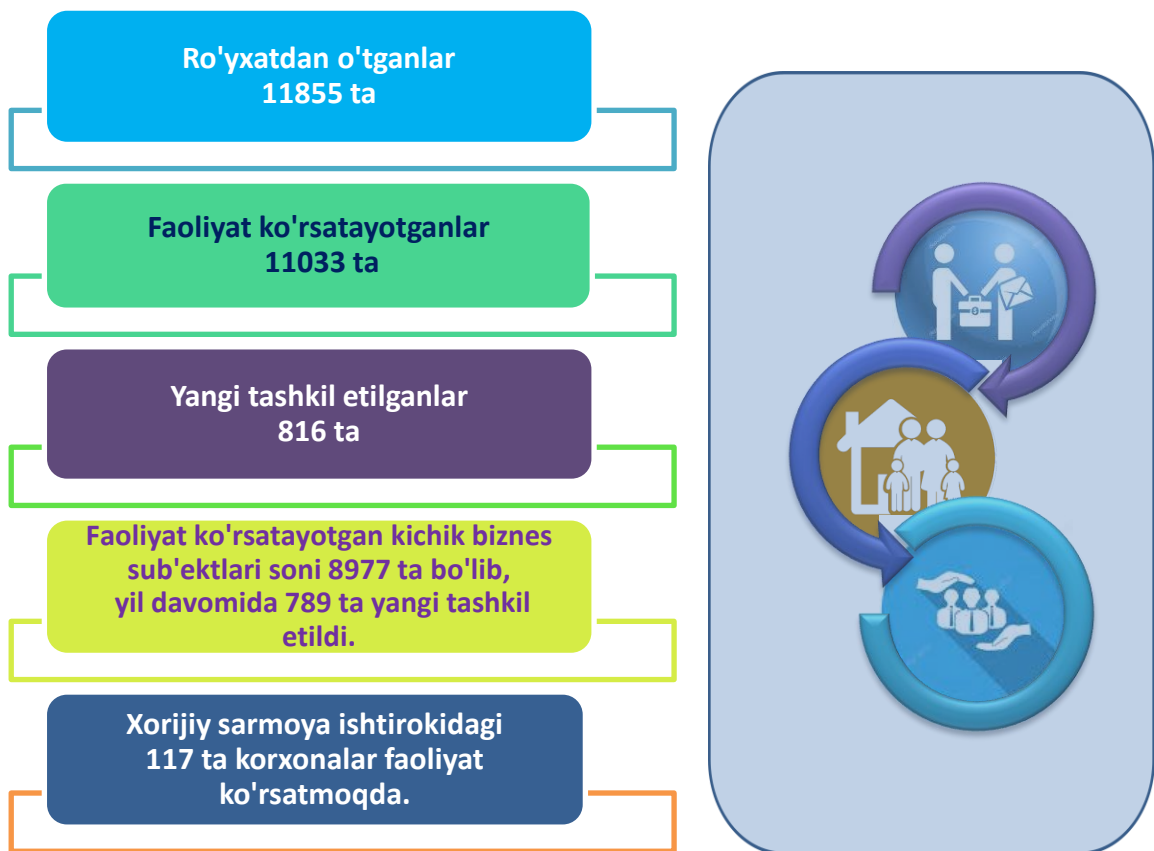 Ro'yxatdan o'tganlar
11855 ta
Faoliyat ko'rsatayotganlar
11033 ta
Yangi tashkil etilganlar
816 ta
Faoliyat ko'rsatayotgan kichik biznes
sub'ektlari soni 8977 ta bo'lib,
yil davomida 789 ta yangi tashkil
etildi.
Xorijiy sarmoya ishtirokidagi
117 ta korxonalar faoliyat
ko'rsatmoqda.